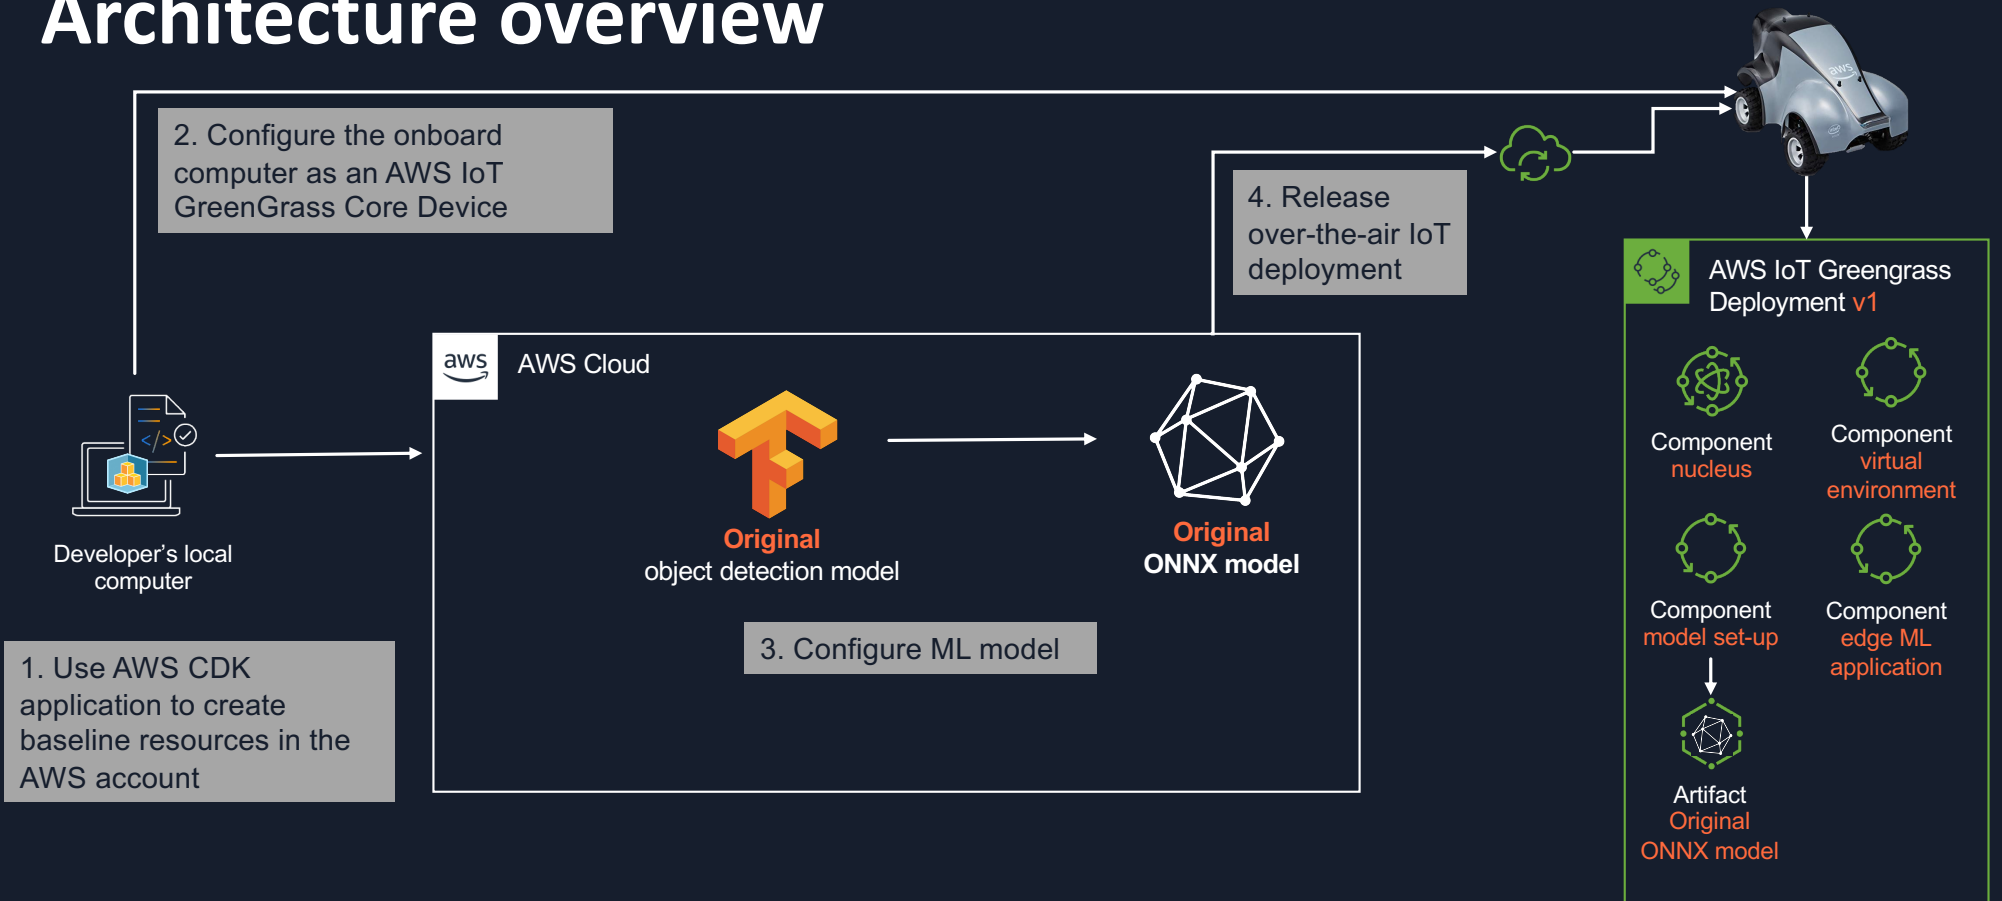 Architecture overview
2. Configure the onboard
computer as an AWS IoT
GreenGrass Core Device
aws
4. Release
over-the-air IoT
deployment
AWS IoT Greengrass
Deployment v1
aws
AWS Cloud
</>
Component
nucleus
Component
virtual
environment
Developer's local
computer
Original
object detection model
Original
ONNX model
Component
model set-up
Component
edge ML
application
3. Configure ML model
1. Use AWS CDK
application to create
baseline resources in the
AWS account
Artifact
Original
ONNX model